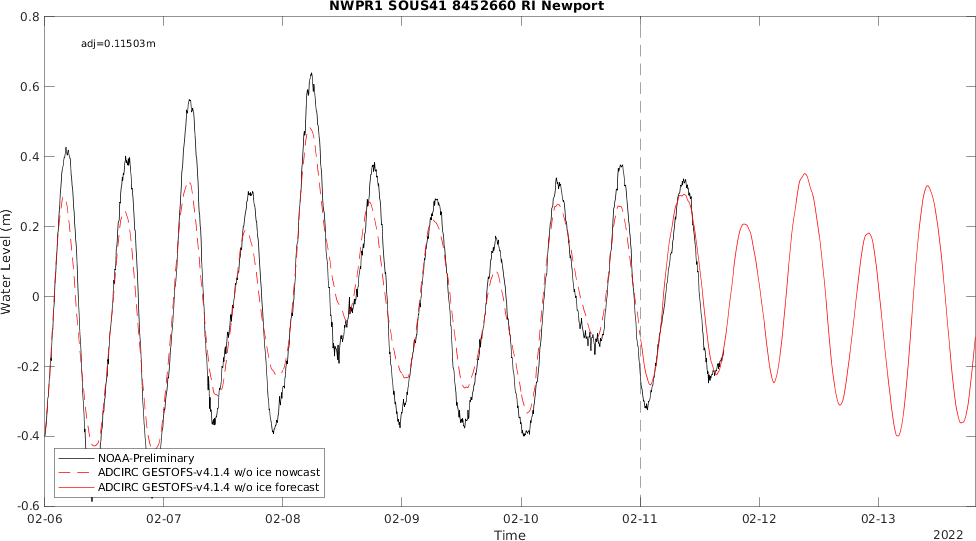 NWPR1 SOUS41 8452660 RI Newport
adj=0.11503m
0.8
0.6
0.4
0.2
0
-0.2
-0.4
-0.6
Water Level (m)
NOAA-Preliminary
ADCIRC GESTOFS-v4.1.4 w/o ice nowcast
ADCIRC GESTOFS-v4.1.4 w/o ice forecast
02-06 02-07 02-08 02-09 02-10 02-11 02-12 02-13
Time
2022